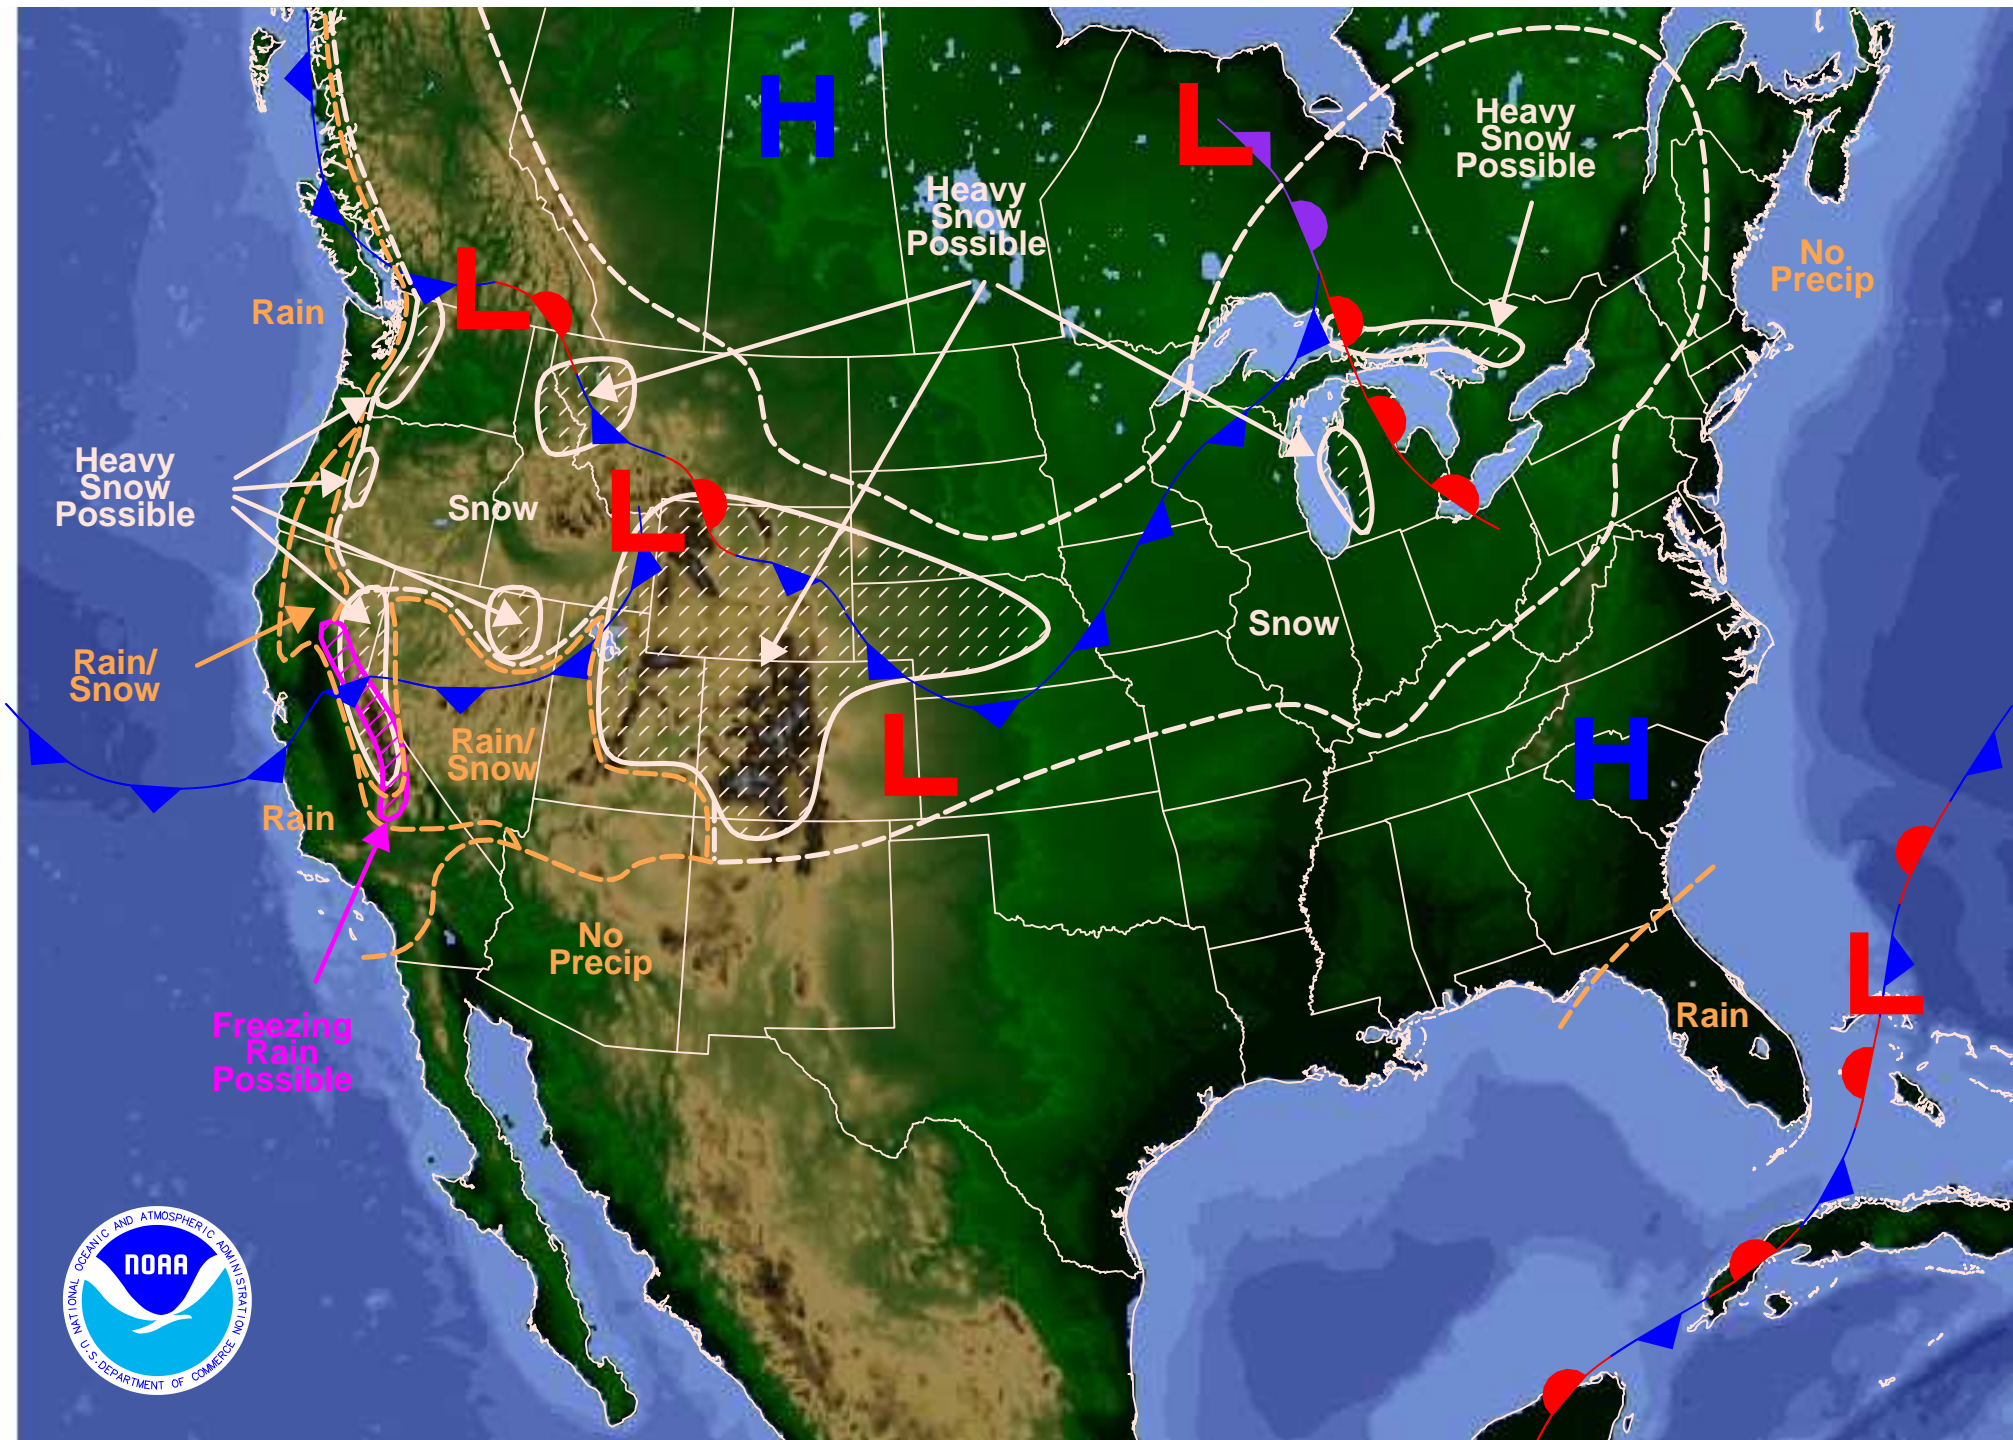 H
L
Heavy
Snow
Possible
Heavy
Snow
Possible
No
Precip
Rain
L
Heavy
Snow
Possible
Snow
L
Snow
Rain/
Snow
Rain/
Snow
L
H
Rain
No
Precip
L
Rain
Freezing
Rain
Possible
NATIONAL OCEANIC AND ATMOSPHERIC ADMINISTRATION
NOAA
U.S. DEPARTMENT OF COMMERCE